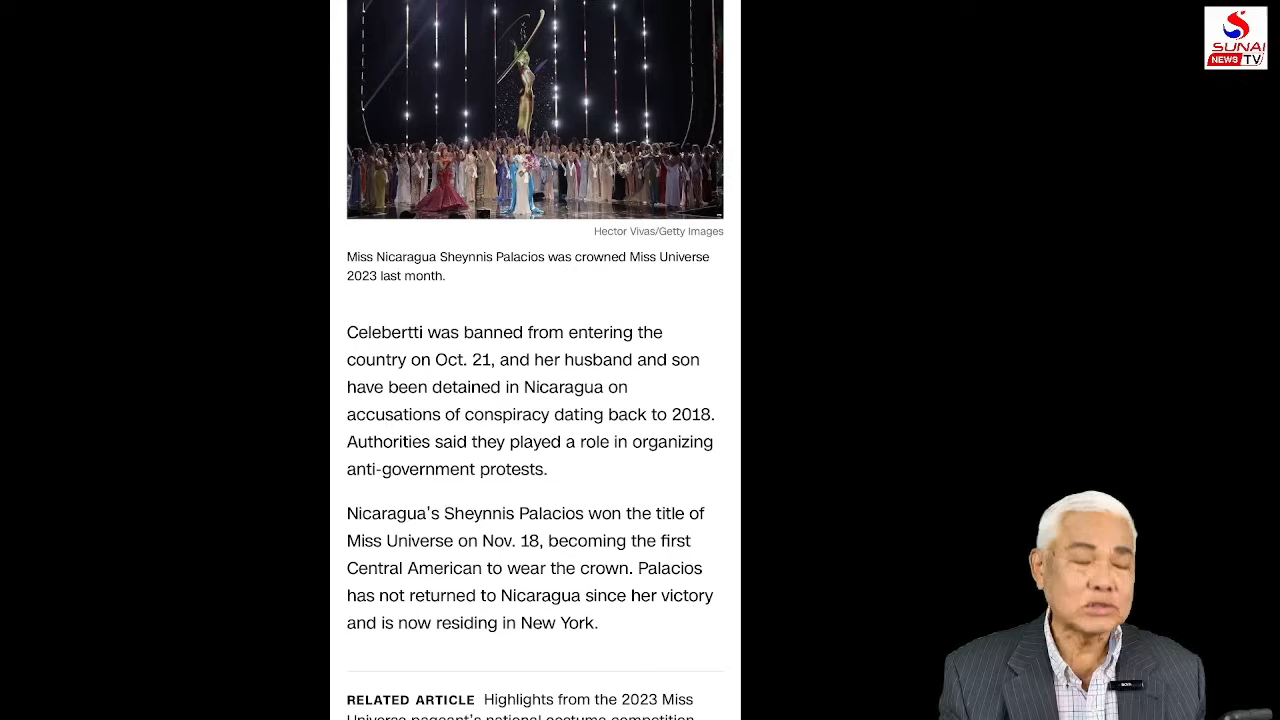 SUNAI
NEWS TV
Hector Vivas/Getty Images
Miss Nicaragua Sheynnis Palacios was crowned Miss Universe
2023 last month.
Celebertti was banned from entering the
country on Oct. 21, and her husband and son
have been detained in Nicaragua on
accusations of conspiracy dating back to 2018.
Authorities said they played a role in organizing
anti-government protests.
Nicaragua's Sheynnis Palacios won the title of
Miss Universe on Nov. 18, becoming the first
Central American to wear the crown. Palacios
has not returned to Nicaragua since her victory
and is now residing in New York.
RELATED ARTICLE Highlights from the 2023 Miss
Universe pageant's national costume competition